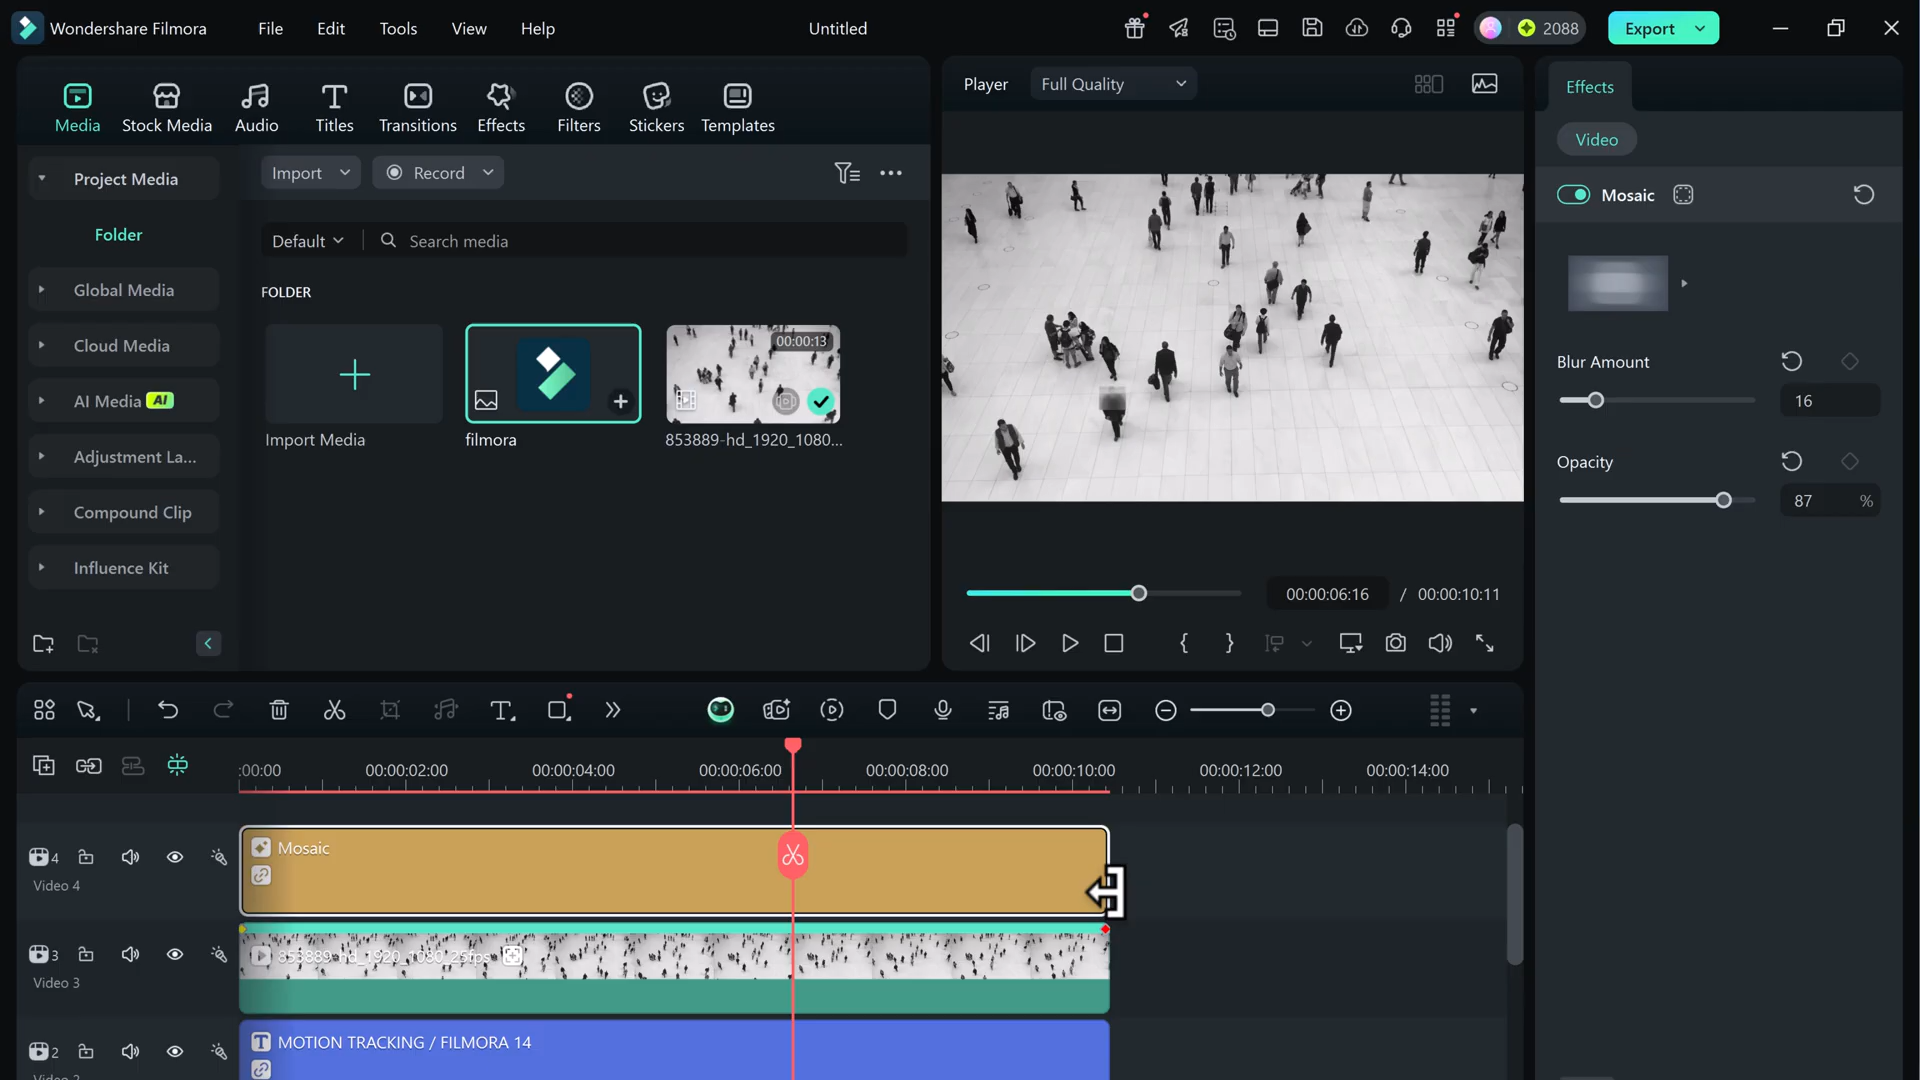 Wondershare Filmora File Edit Tools View Help Untitled 2088 Export
Media Stock Media Audio Titles Transitions Effects Filters Stickers Templates
Project Media
Folder
Global Media
Cloud Media
AI Media AI
Adjustment La...
Compound Clip
Influence Kit
Import Record
Default Search media
FOLDER
00:00:13
Import Media filmora 853889-hd_1920_1080...
Player Full Quality
00:00:06:16 / 00:00:10:11
Effects
Video
Mosaic
Blur Amount
16
Opacity
87 %
:00:00 00:00:02:00 00:00:04:00 00:00:06:00 00:00:08:00 00:00:10:00 00:00:12:00 00:00:14:00
4
Video 4
Mosaic
3
Video 3
853889-hd_1920_1080_25fps
2
Video 2
MOTION TRACKING / FILMORA 14